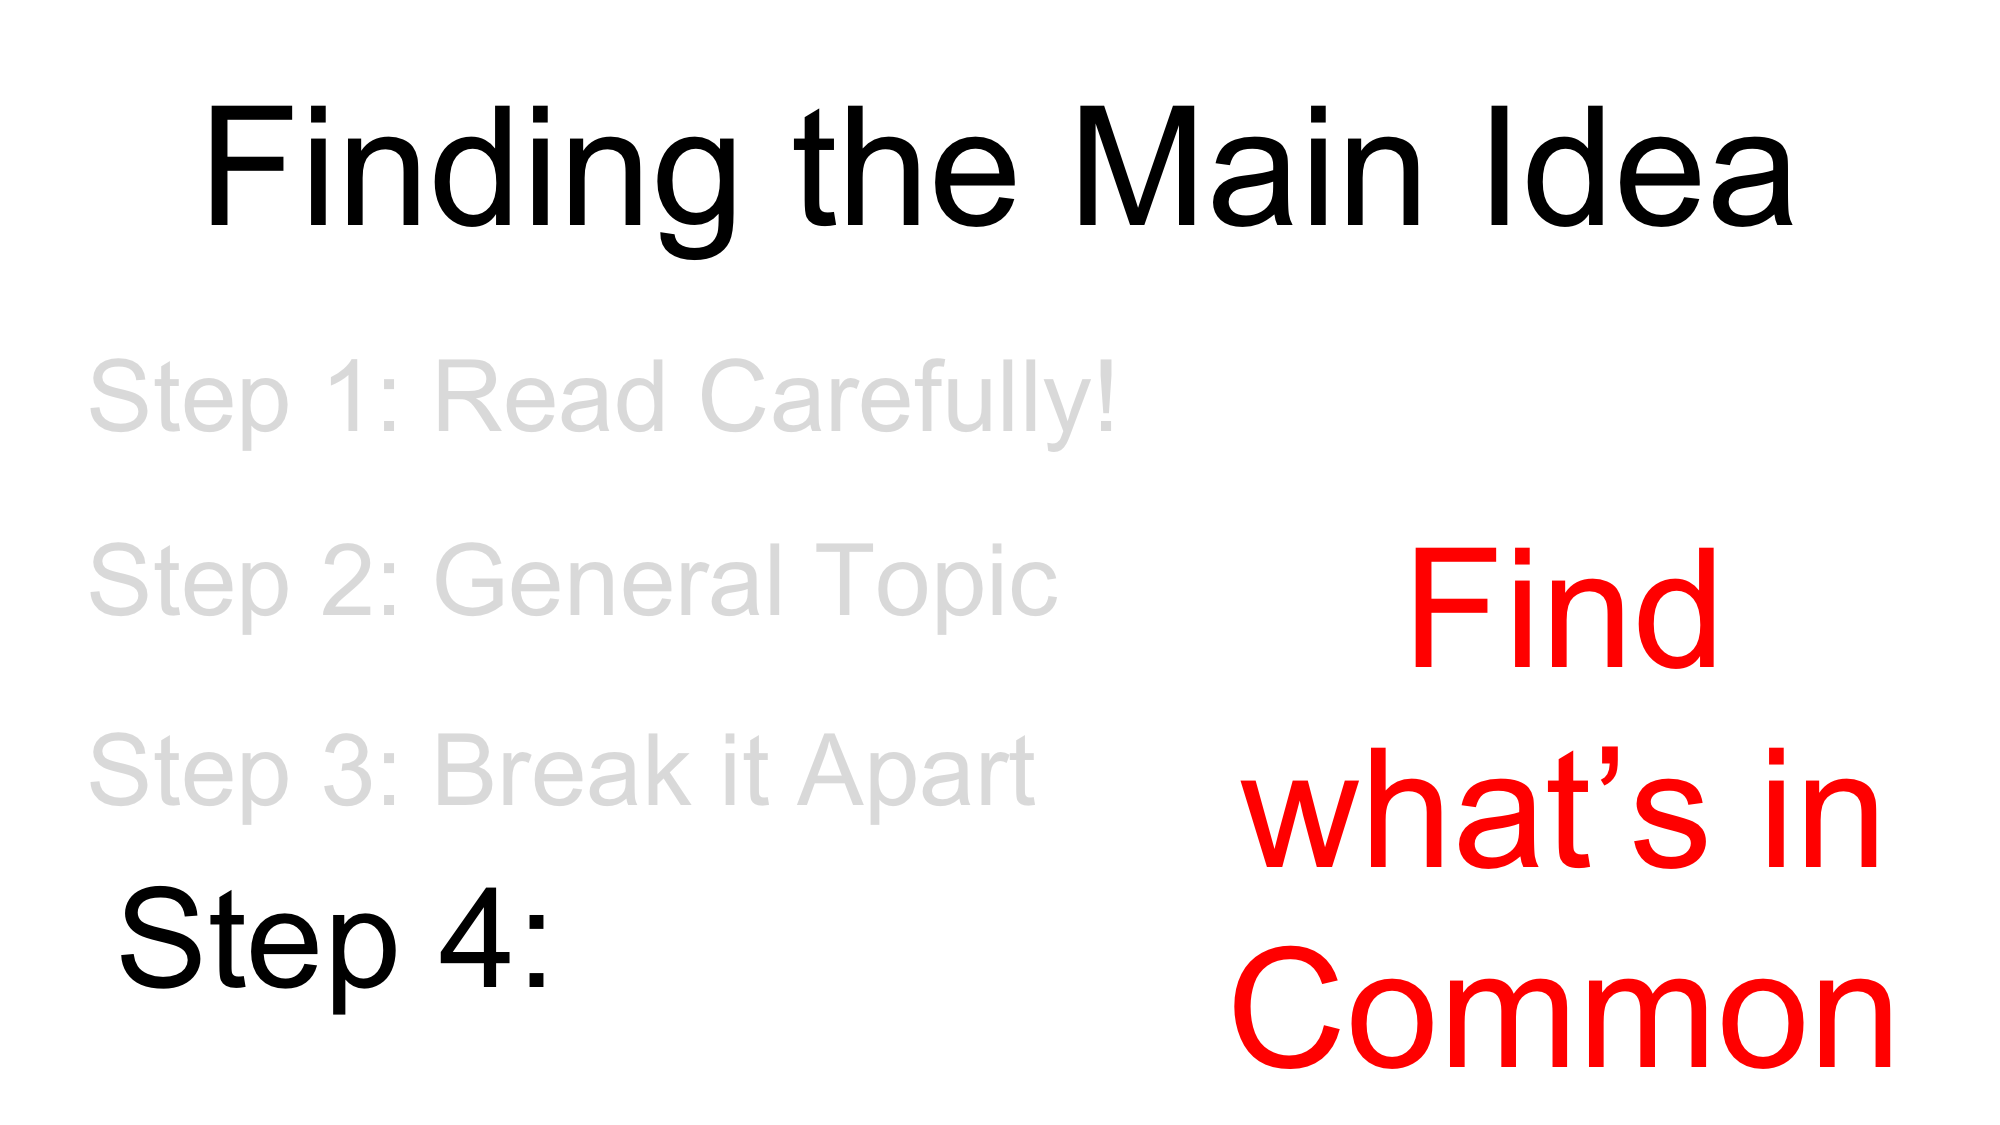 Finding the Main Idea
Step 1: Read Carefully!
Step 2: General Topic
Step 3: Break it Apart
Step 4:
Find
what’s in
Common